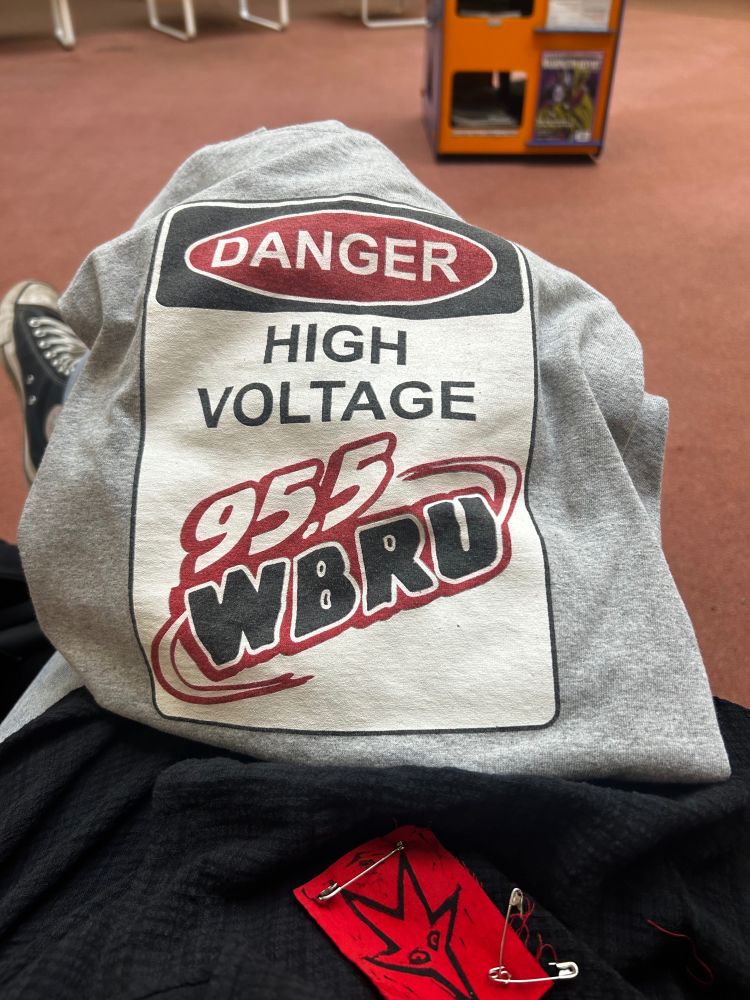 DANGER
HIGH
VOLTAGE
95.5
WBRU